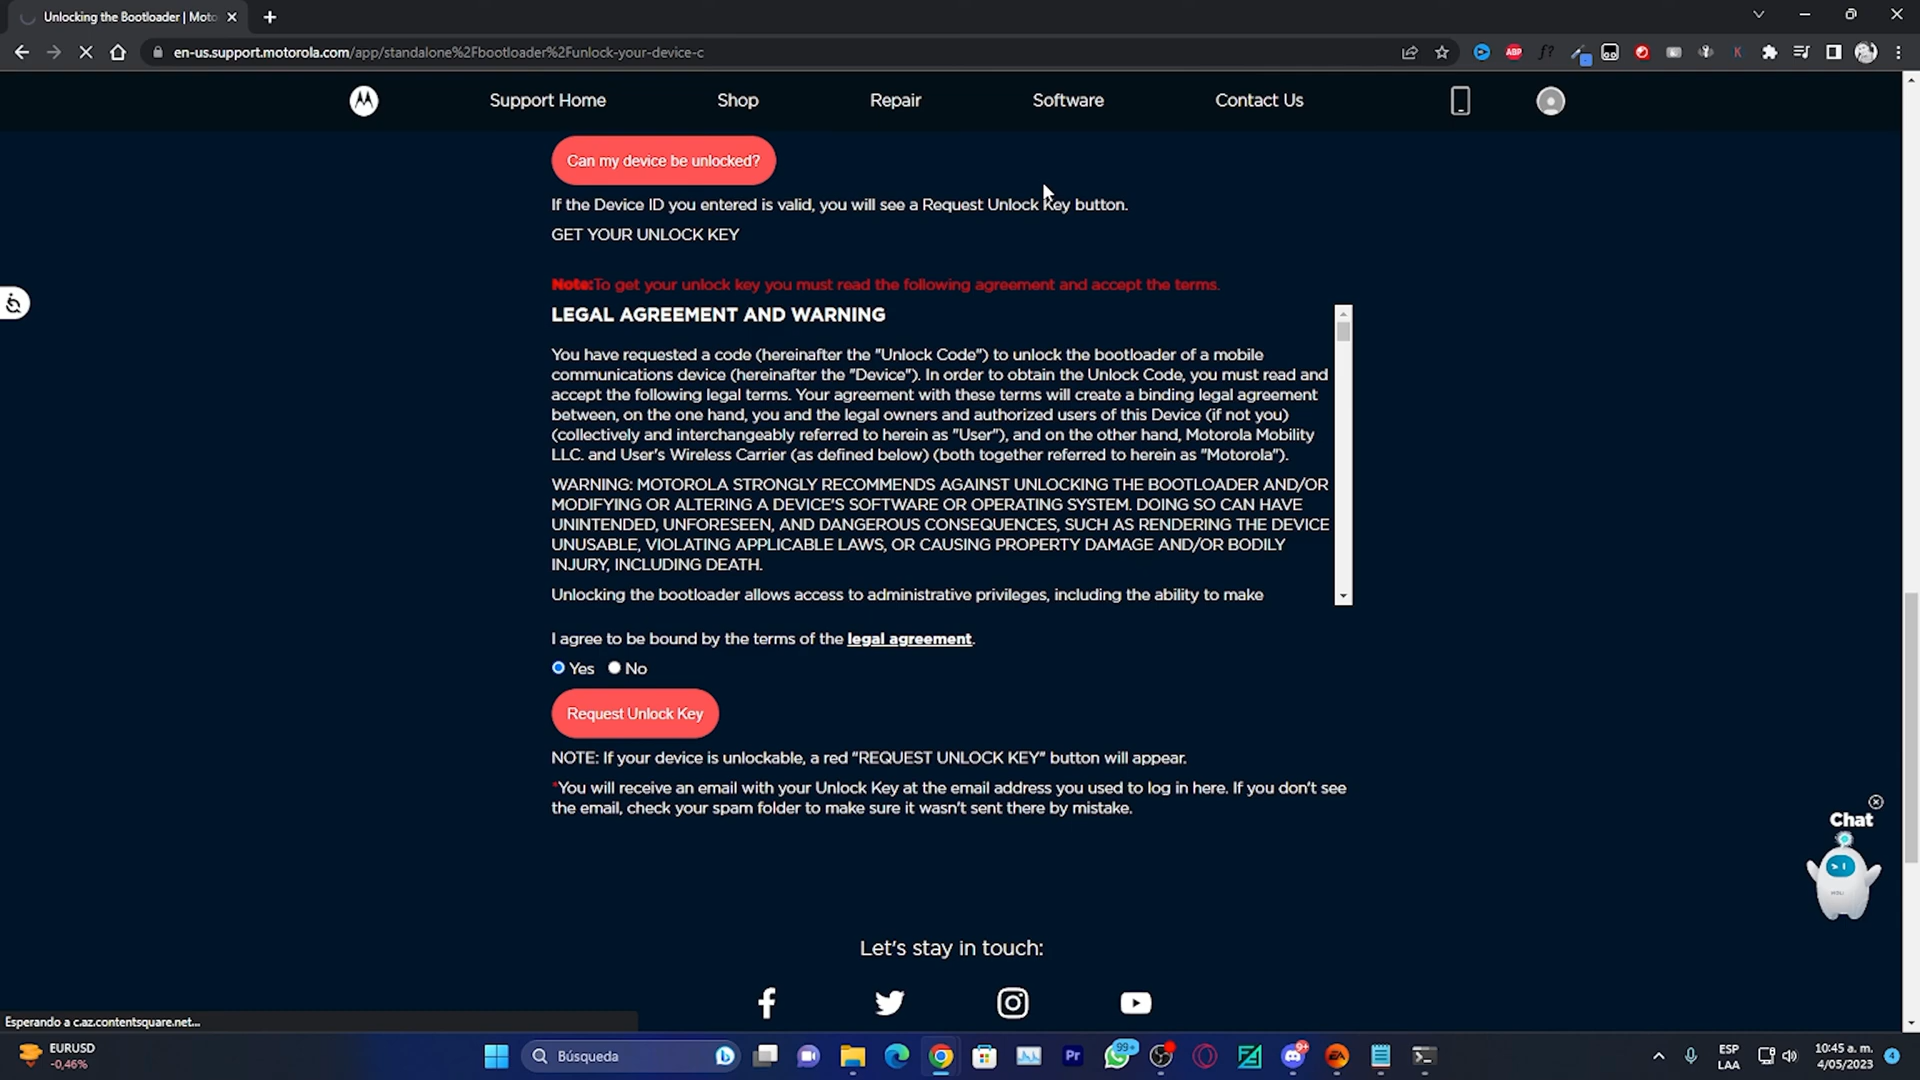 Unlocking the Bootloader | Moto
en-us.support.motorola.com/app/standalone%2Fbootloader%2Funlock-your-device-c
ABP
f?
K
Support Home
Shop
Repair
Software
Contact Us
Can my device be unlocked?
If the Device ID you entered is valid, you will see a Request Unlock Key button.
GET YOUR UNLOCK KEY
Note:To get your unlock key you must read the following agreement and accept the terms.
LEGAL AGREEMENT AND WARNING
You have requested a code (hereinafter the "Unlock Code") to unlock the bootloader of a mobile
communications device (hereinafter the "Device"). In order to obtain the Unlock Code, you must read and
accept the following legal terms. Your agreement with these terms will create a binding legal agreement
between, on the one hand, you and the legal owners and authorized users of this Device (if not you)
(collectively and interchangeably referred to herein as "User"), and on the other hand, Motorola Mobility
LLC. and User's Wireless Carrier (as defined below) (both together referred to herein as "Motorola").
WARNING: MOTOROLA STRONGLY RECOMMENDS AGAINST UNLOCKING THE BOOTLOADER AND/OR
MODIFYING OR ALTERING A DEVICE'S SOFTWARE OR OPERATING SYSTEM. DOING SO CAN HAVE
UNINTENDED, UNFORESEEN, AND DANGEROUS CONSEQUENCES, SUCH AS RENDERING THE DEVICE
UNUSABLE, VIOLATING APPLICABLE LAWS, OR CAUSING PROPERTY DAMAGE AND/OR BODILY
INJURY, INCLUDING DEATH.
Unlocking the bootloader allows access to administrative privileges, including the ability to make
I agree to be bound by the terms of the legal agreement.
Yes No
Request Unlock Key
NOTE: If your device is unlockable, a red "REQUEST UNLOCK KEY" button will appear.
*You will receive an email with your Unlock Key at the email address you used to log in here. If you don't see
the email, check your spam folder to make sure it wasn't sent there by mistake.
Chat
Let's stay in touch:
Esperando a c.az.contentsquare.net...
EURUSD
-0,46%
Búsqueda
Pr
99+
9+
EA
ESP
LAA
10:45 a. m.
4/05/2023
4